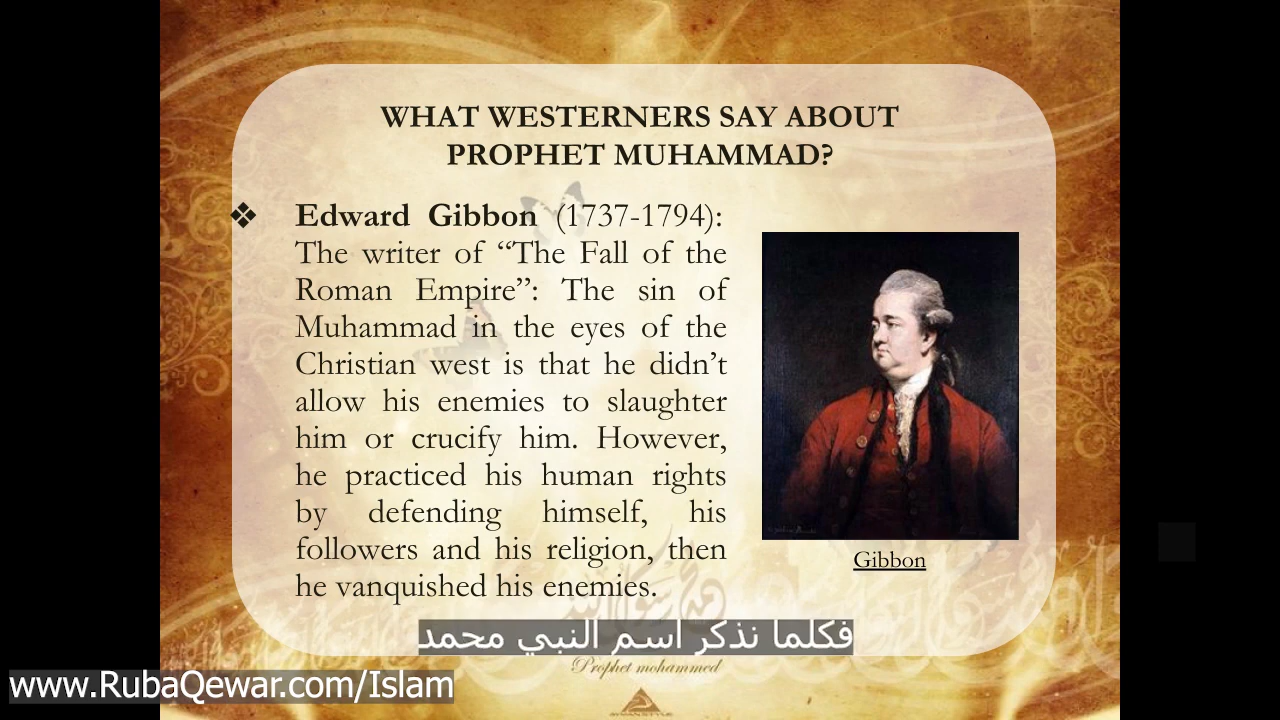 WHAT WESTERNERS SAY ABOUT
PROPHET MUHAMMAD?
❖ Edward Gibbon (1737-1794):
The writer of “The Fall of the
Roman Empire”: The sin of
Muhammad in the eyes of the
Christian west is that he didn’t
allow his enemies to slaughter
him or crucify him. However,
he practiced his human rights
by defending himself, his
followers and his religion, then
he vanquished his enemies.
Gibbon
فكلما نذكر اسم النبي محمد
Prophet mohammed
www.RubaQewar.com/Islam